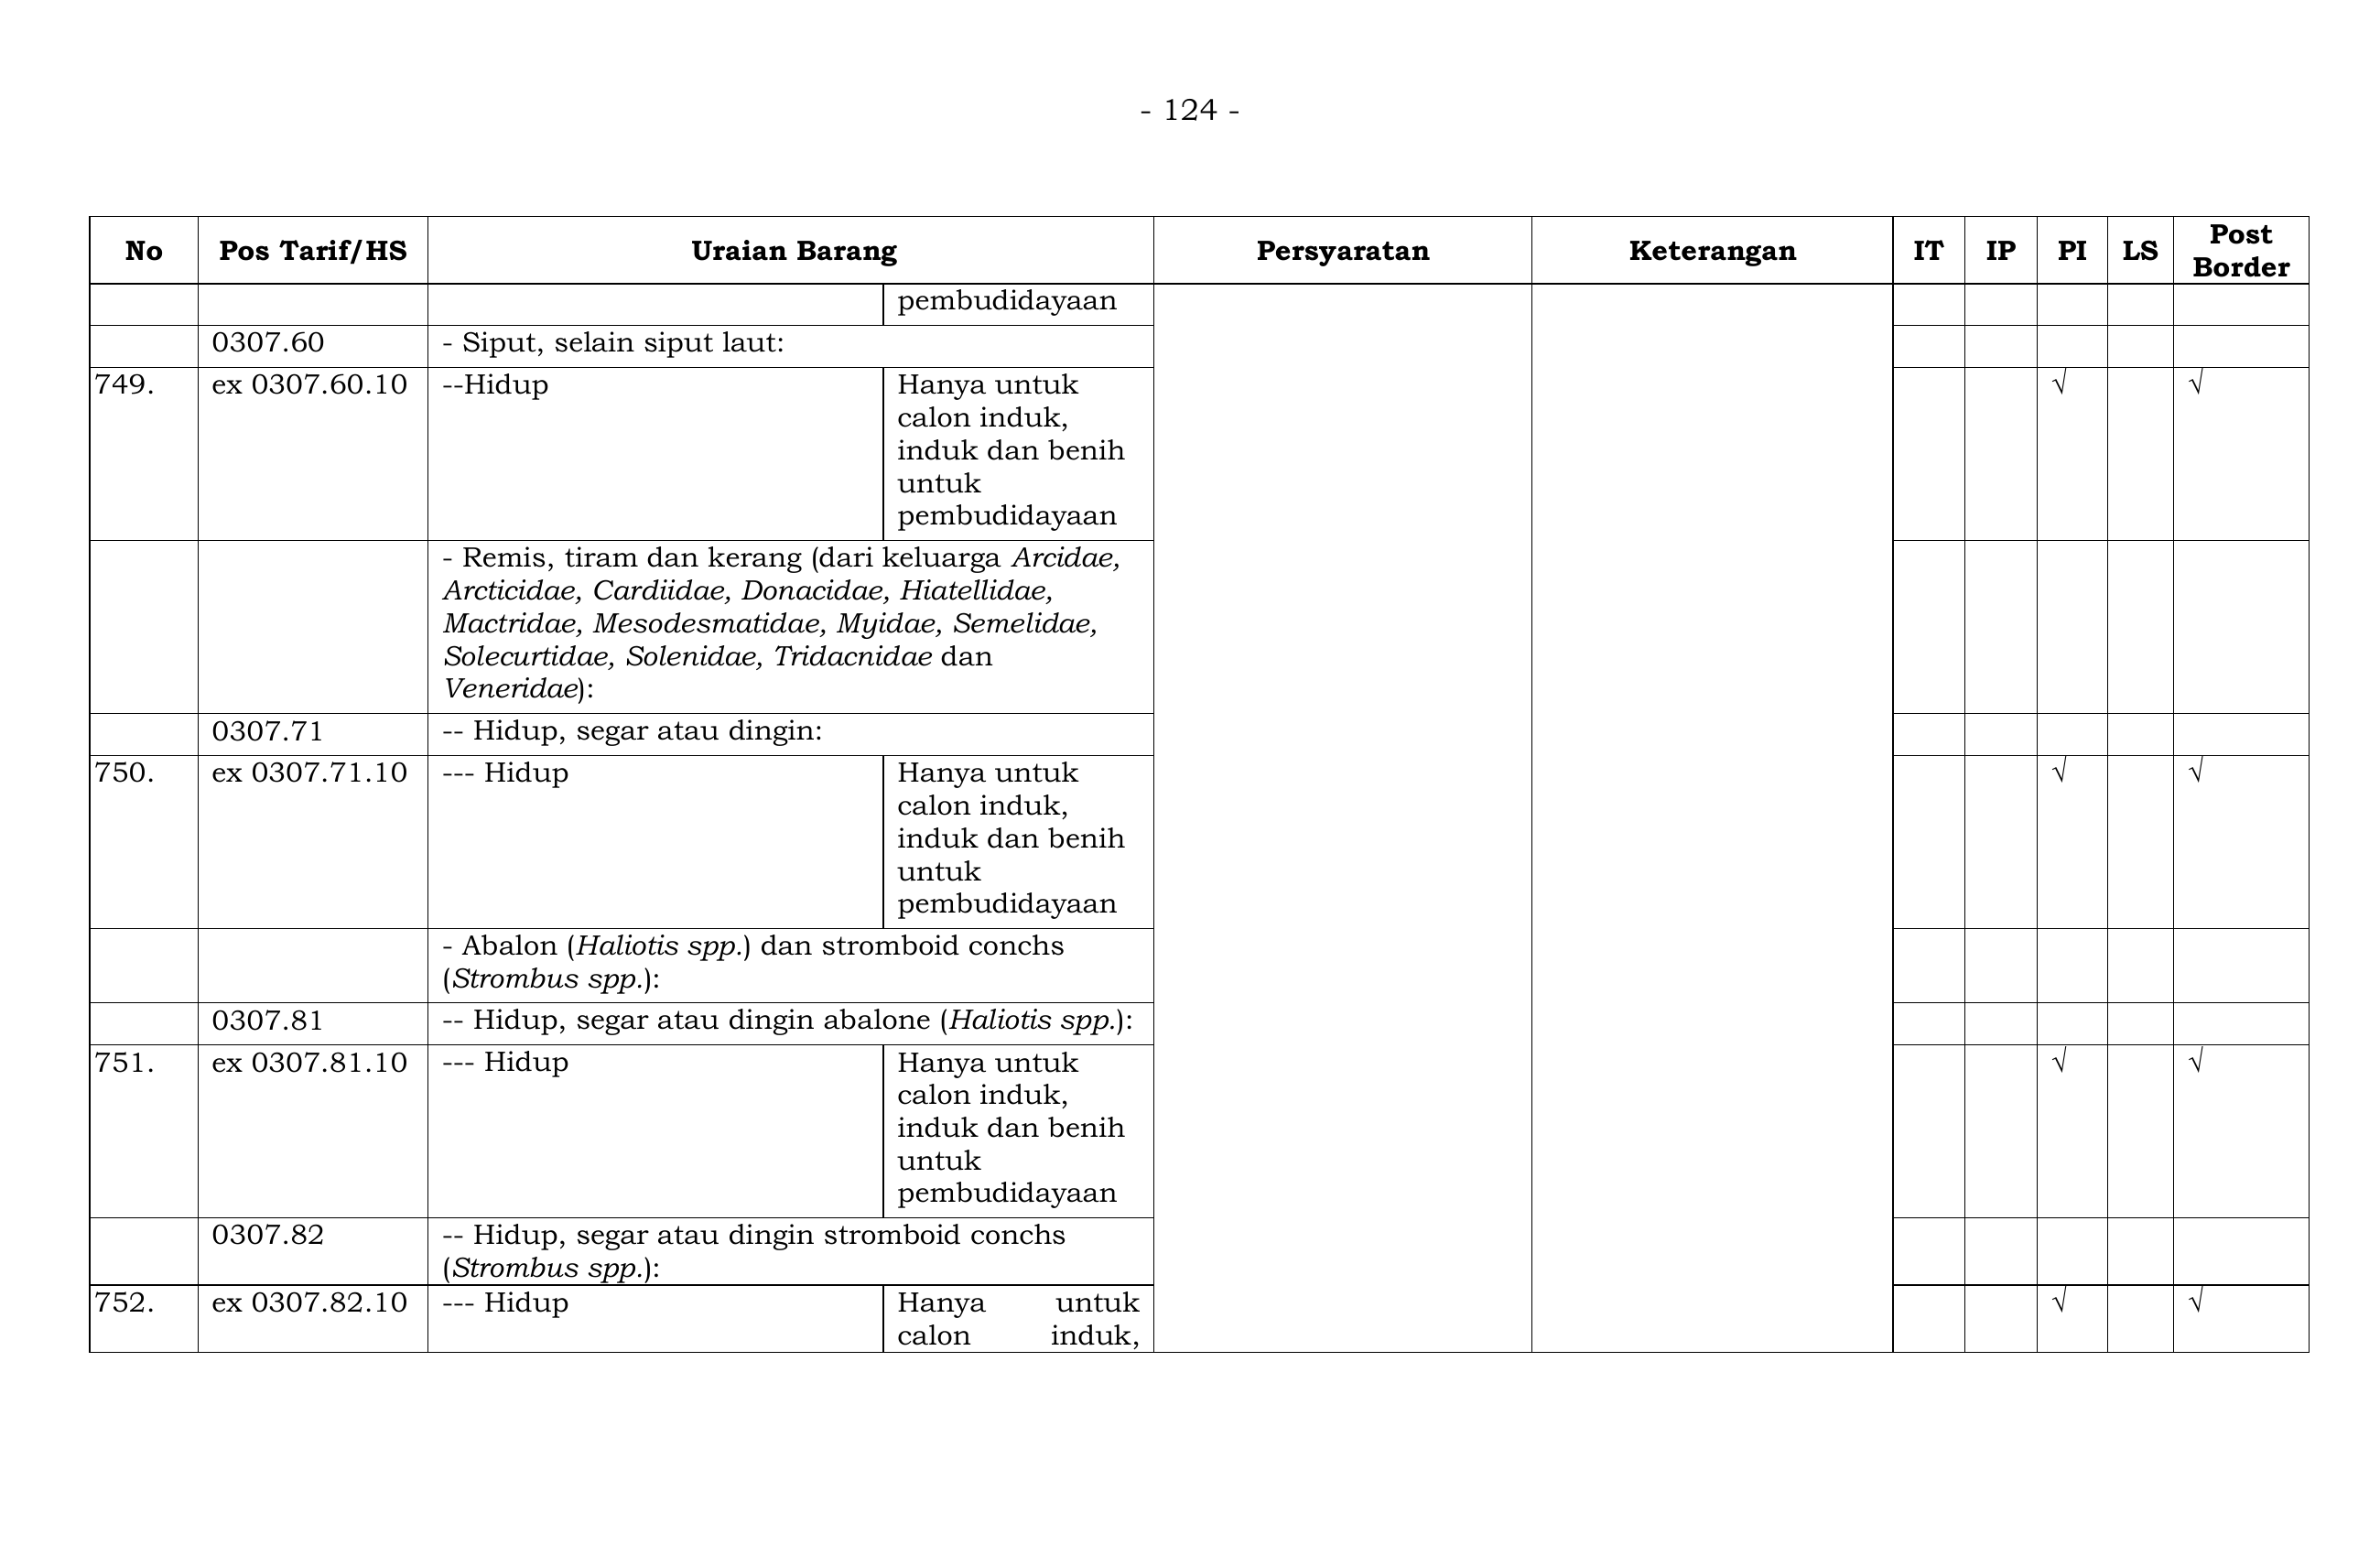 - 124 -
No Pos Tarif/HS Uraian Barang Persyaratan Keterangan IT IP PI LS Post Border
pembudidayaan
0307.60 - Siput, selain siput laut:
749. ex 0307.60.10 --Hidup Hanya untuk √ √
calon induk,
induk dan benih
untuk
pembudidayaan
- Remis, tiram dan kerang (dari keluarga Arcidae,
Arcticidae, Cardiidae, Donacidae, Hiatellidae,
Mactridae, Mesodesmatidae, Myidae, Semelidae,
Solecurtidae, Solenidae, Tridacnidae dan
Veneridae):
0307.71 -- Hidup, segar atau dingin:
750. ex 0307.71.10 --- Hidup Hanya untuk √ √
calon induk,
induk dan benih
untuk
pembudidayaan
- Abalon (Haliotis spp.) dan stromboid conchs
(Strombus spp.):
0307.81 -- Hidup, segar atau dingin abalone (Haliotis spp.):
751. ex 0307.81.10 --- Hidup Hanya untuk √ √
calon induk,
induk dan benih
untuk
pembudidayaan
0307.82 -- Hidup, segar atau dingin stromboid conchs
(Strombus spp.):
752. ex 0307.82.10 --- Hidup Hanya untuk √ √
calon induk,